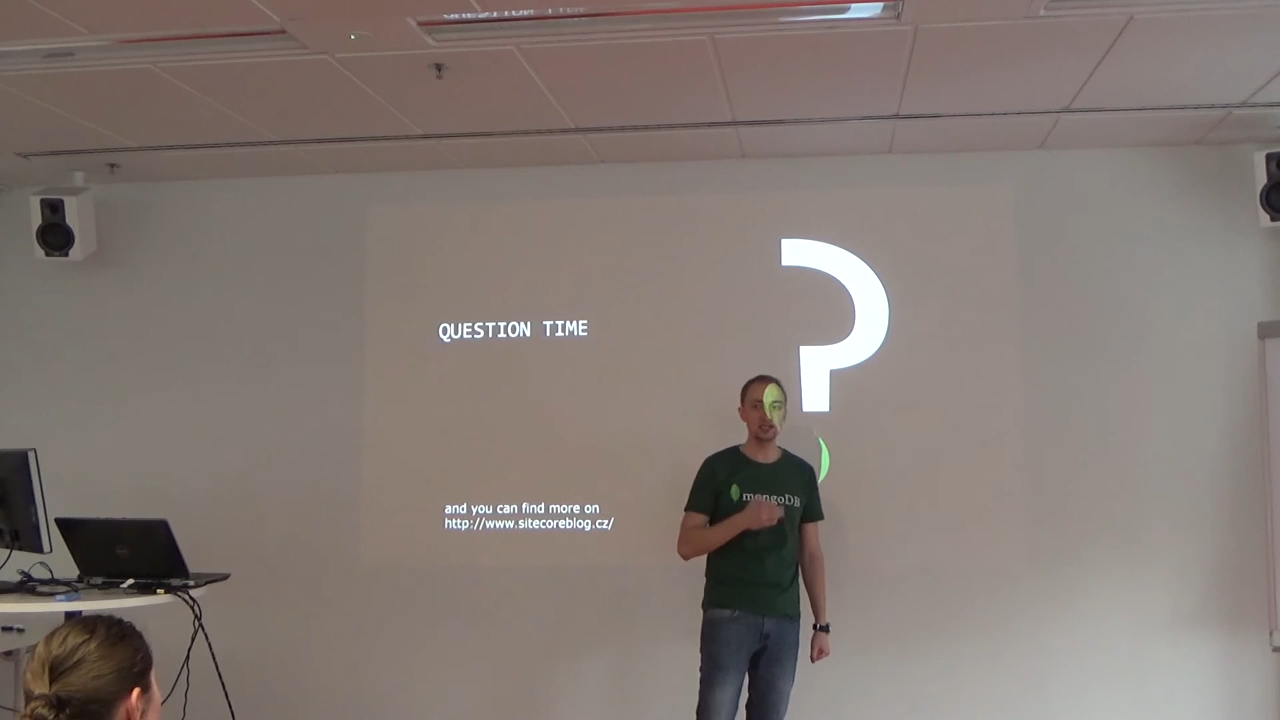 QUESTION TIME
?
mongoDB
and you can find more on
http://www.sitecoreblog.cz/